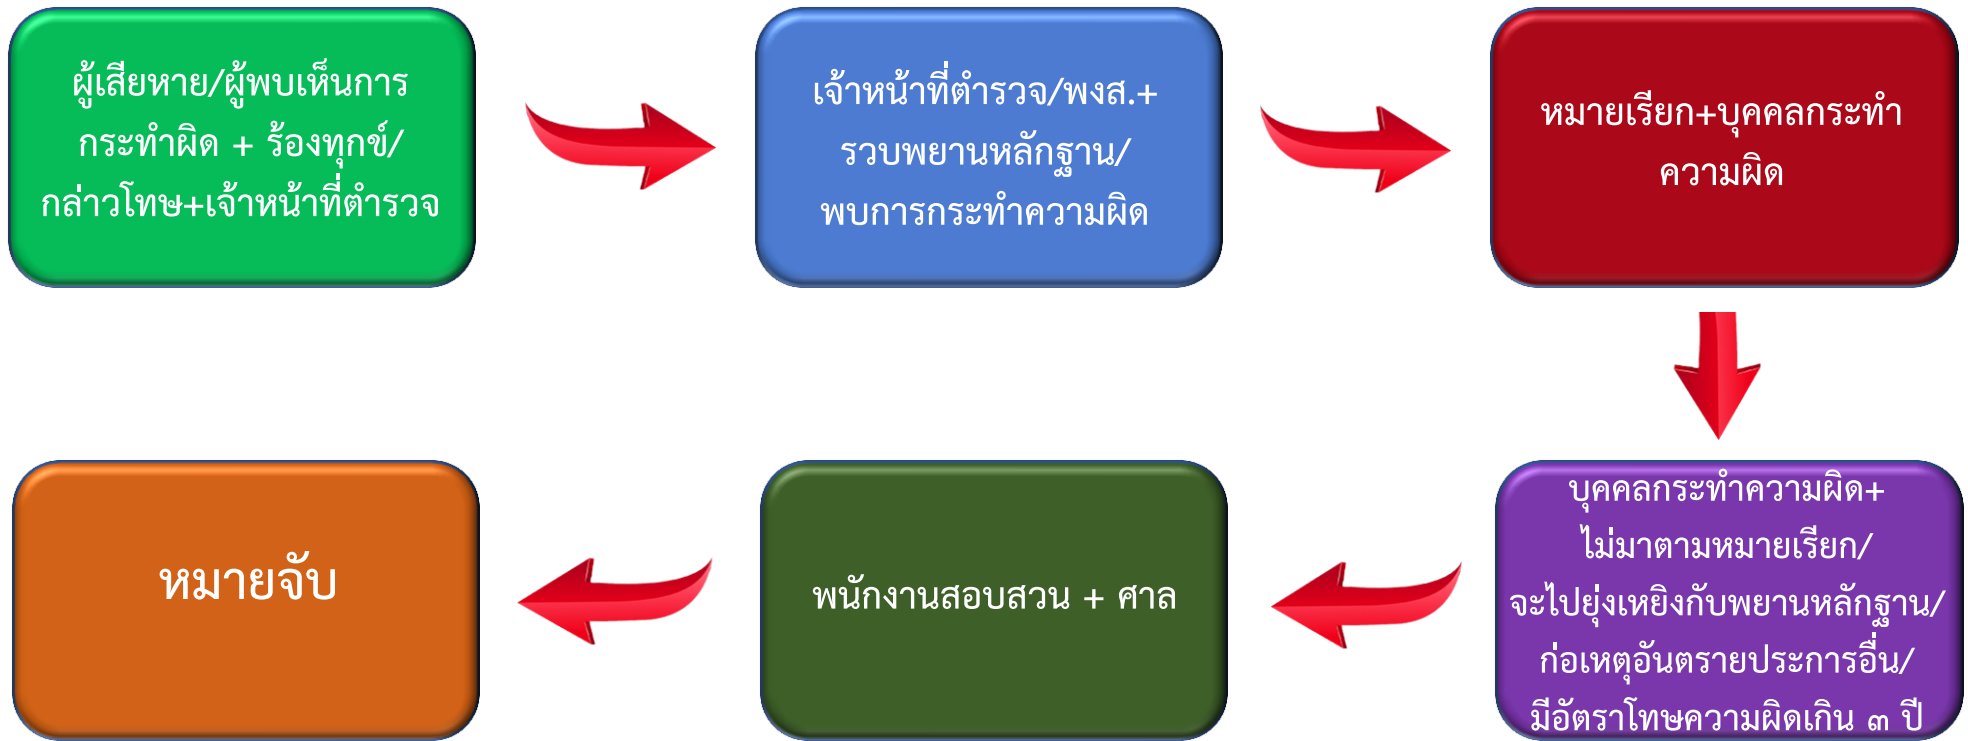 ผู้เสียหาย/ผู้พบเห็นการ
กระทำผิด + ร้องทุกข์/
กล่าวโทษ+เจ้าหน้าที่ตำรวจ
เจ้าหน้าที่ตำรวจ/พงส.+
รวบพยานหลักฐาน/
พบการกระทำความผิด
หมายเรียก+บุคคลกระทำ
ความผิด
บุคคลกระทำความผิด+
ไม่มาตามหมายเรียก/
จะไปยุ่งเหยิงกับพยานหลักฐาน/
ก่อเหตุอันตรายประการอื่น/
มีอัตราโทษความผิดเกิน ๓ ปี
พนักงานสอบสวน + ศาล
หมายจับ